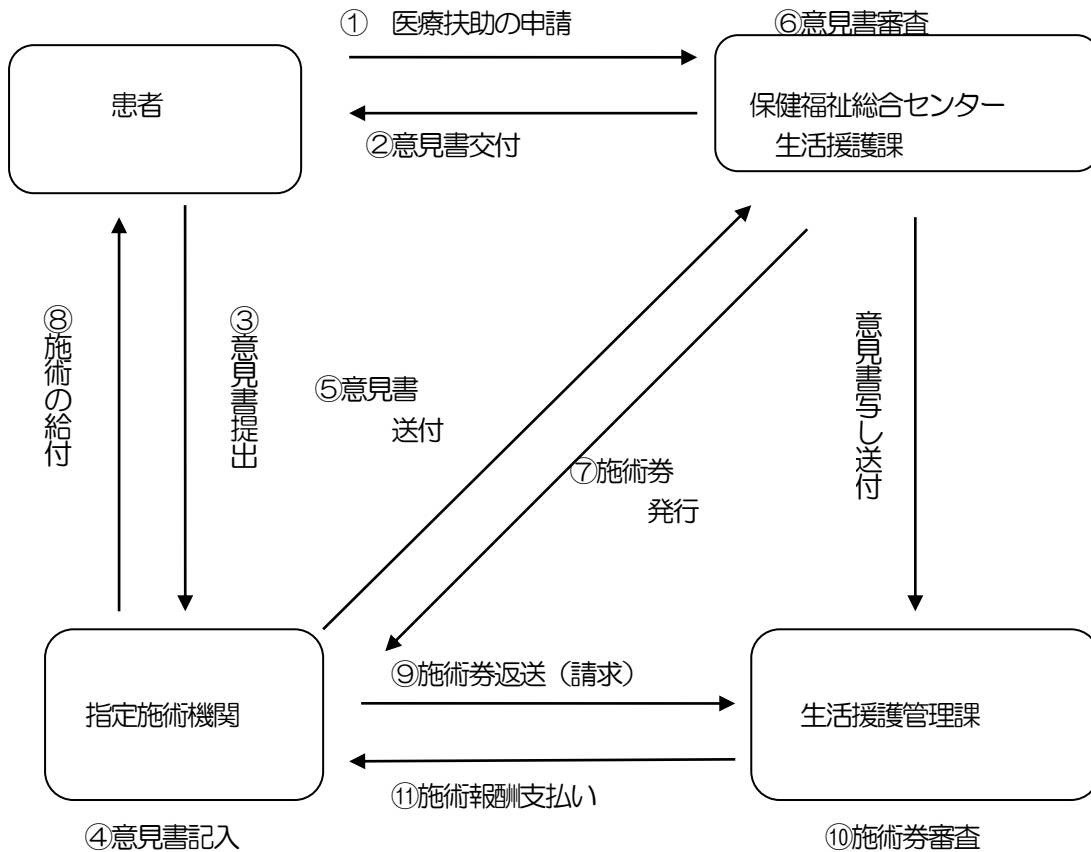 ① 医療扶助の申請
⑥意見書審査
患者
保健福祉総合センター
生活援護課
②意見書交付
⑧施術の給付
③意見書提出
⑤意見書
送付
⑦施術券
発行
意見書写し送付
⑨施術券返送（請求）
指定施術機関
生活援護管理課
⑪施術報酬支払い
④意見書記入
⑩施術券審査